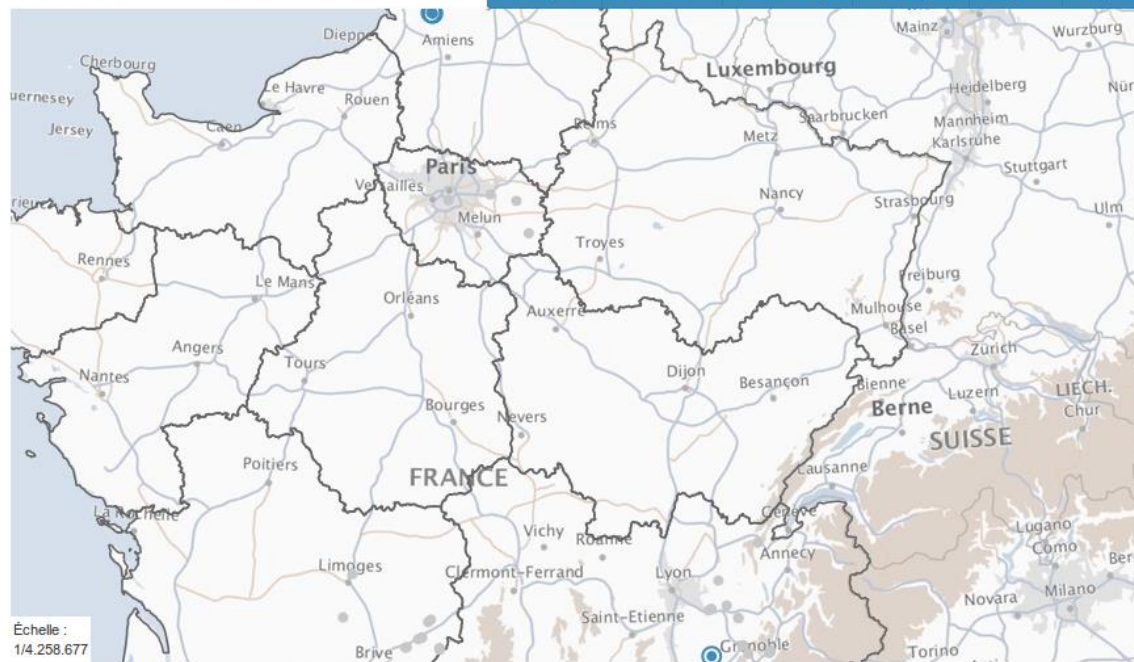 Dieppe
Amiens
Mainz
Wurzburg
Cherbourg
Luxembourg
Le Havre
Rouen
Heidelberg
uernesey
Reims
Saarbrucken
Nür
Jersey
Caen
Metz
Mannheim
Karlsruhe
Paris
Stuttgart
Versailles
Nancy
Strasbourg
Melun
Ulm
Troyes
Rennes
Le Mans
Freiburg
Orléans
Auxerre
Mulhouse
Basel
Angers
Tours
Dijon
Zürich
Nantes
Besançon
Bienne
Luzern
LIECH.
Bourges
Nevers
Berne
Chur
SUISSE
Poitiers
FRANCE
Lausanne
La Rochelle
Genève
Vichy
Roanne
Annecy
Lugano
Limoges
Clermont-Ferrand
Lyon
Como
Ber
Novara
Milano
Saint-Etienne
Échelle :
1/4.258.677
Brive
Grenoble
Torino